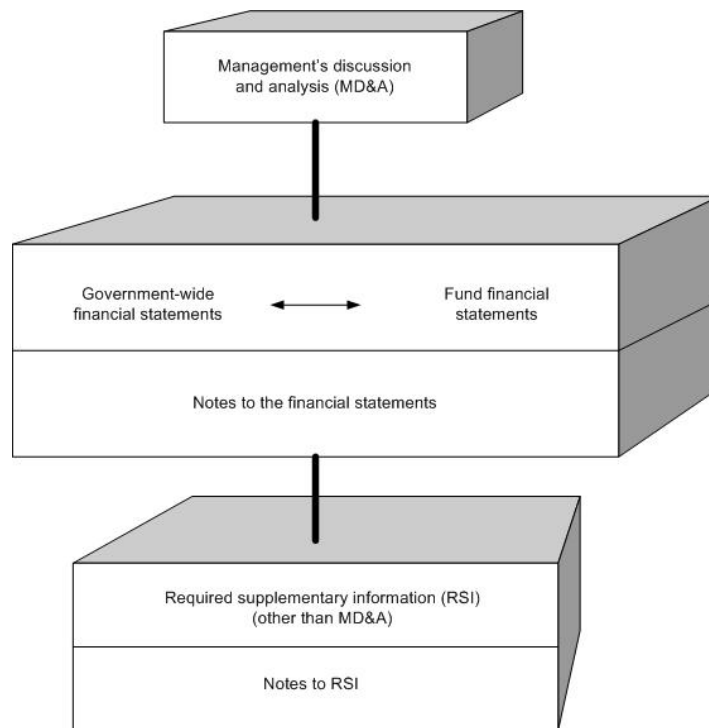 Management's discussion
and analysis (MD&A)
Government-wide
financial statements
Fund financial
statements
Notes to the financial statements
Required supplementary information (RSI)
(other than MD&A)
Notes to RSI